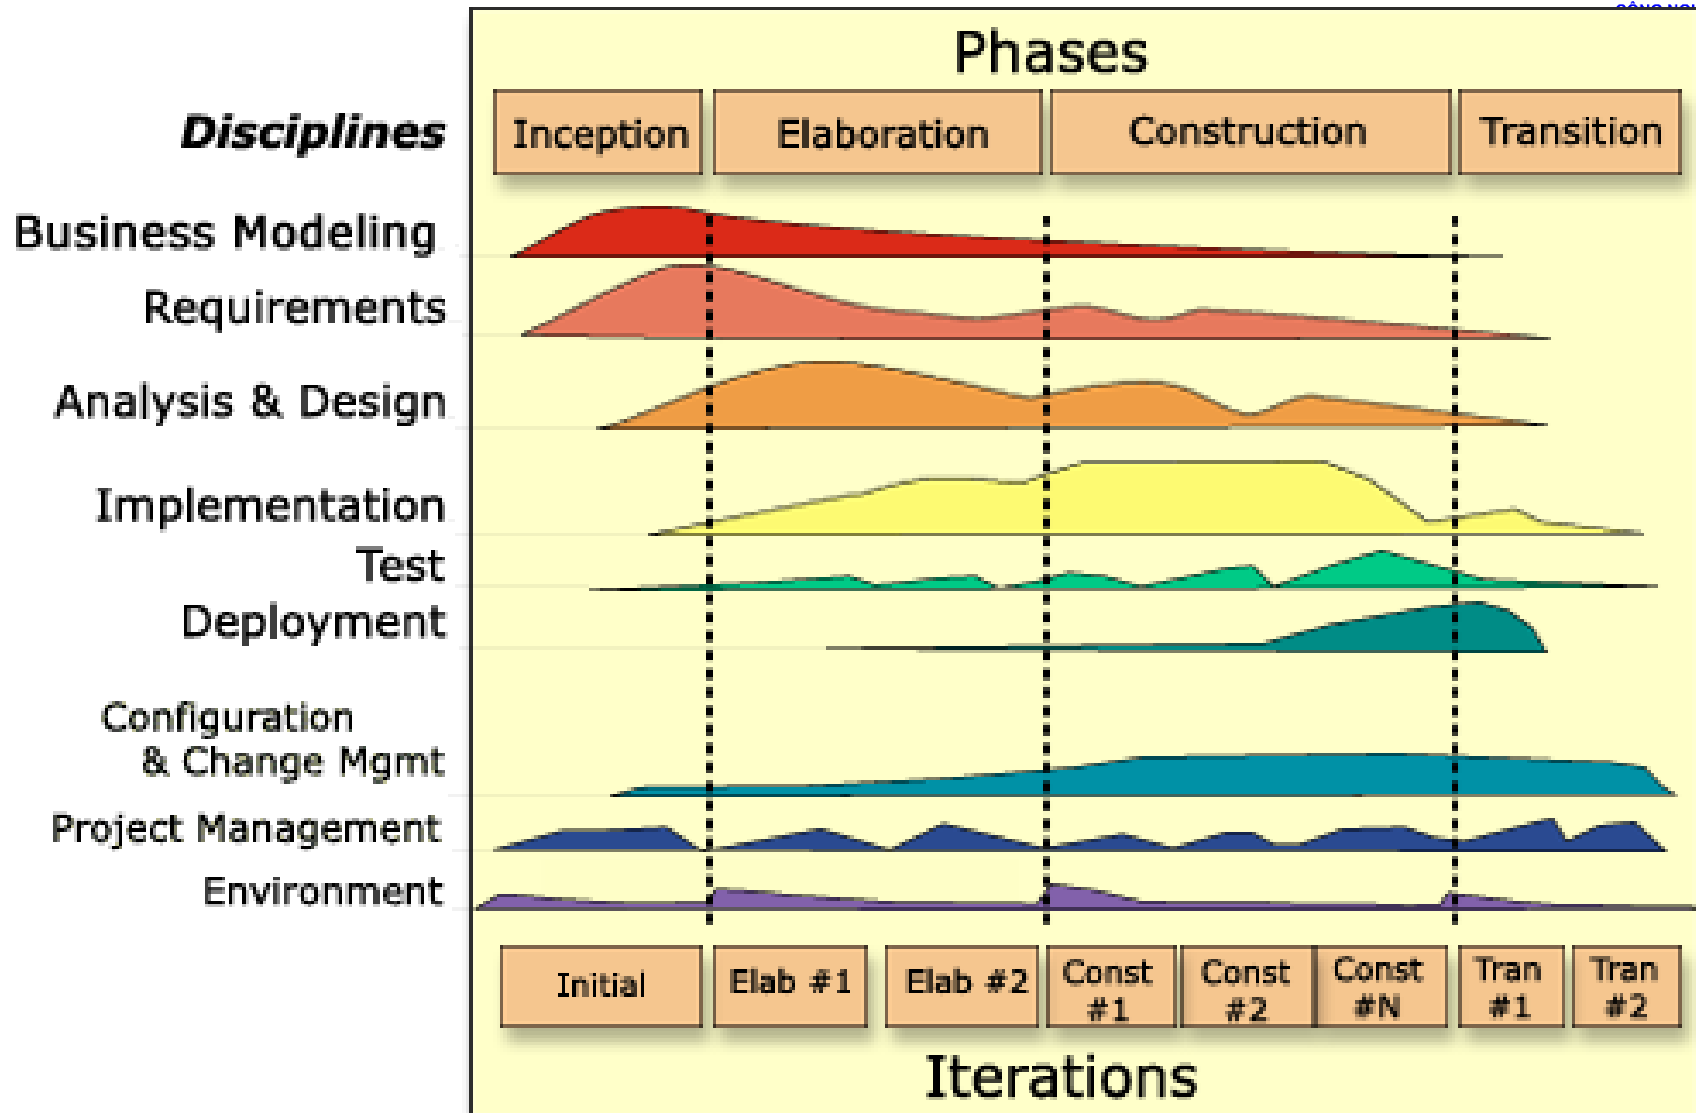 Phases
Disciplines
Inception
Elaboration
Construction
Transition
Business Modeling
Requirements
Analysis & Design
Implementation
Test
Deployment
Configuration
& Change Mgmt
Project Management
Environment
Initial
Elab #1
Elab #2
Const
#1
Const
#2
Const
#N
Tran
#1
Tran
#2
Iterations